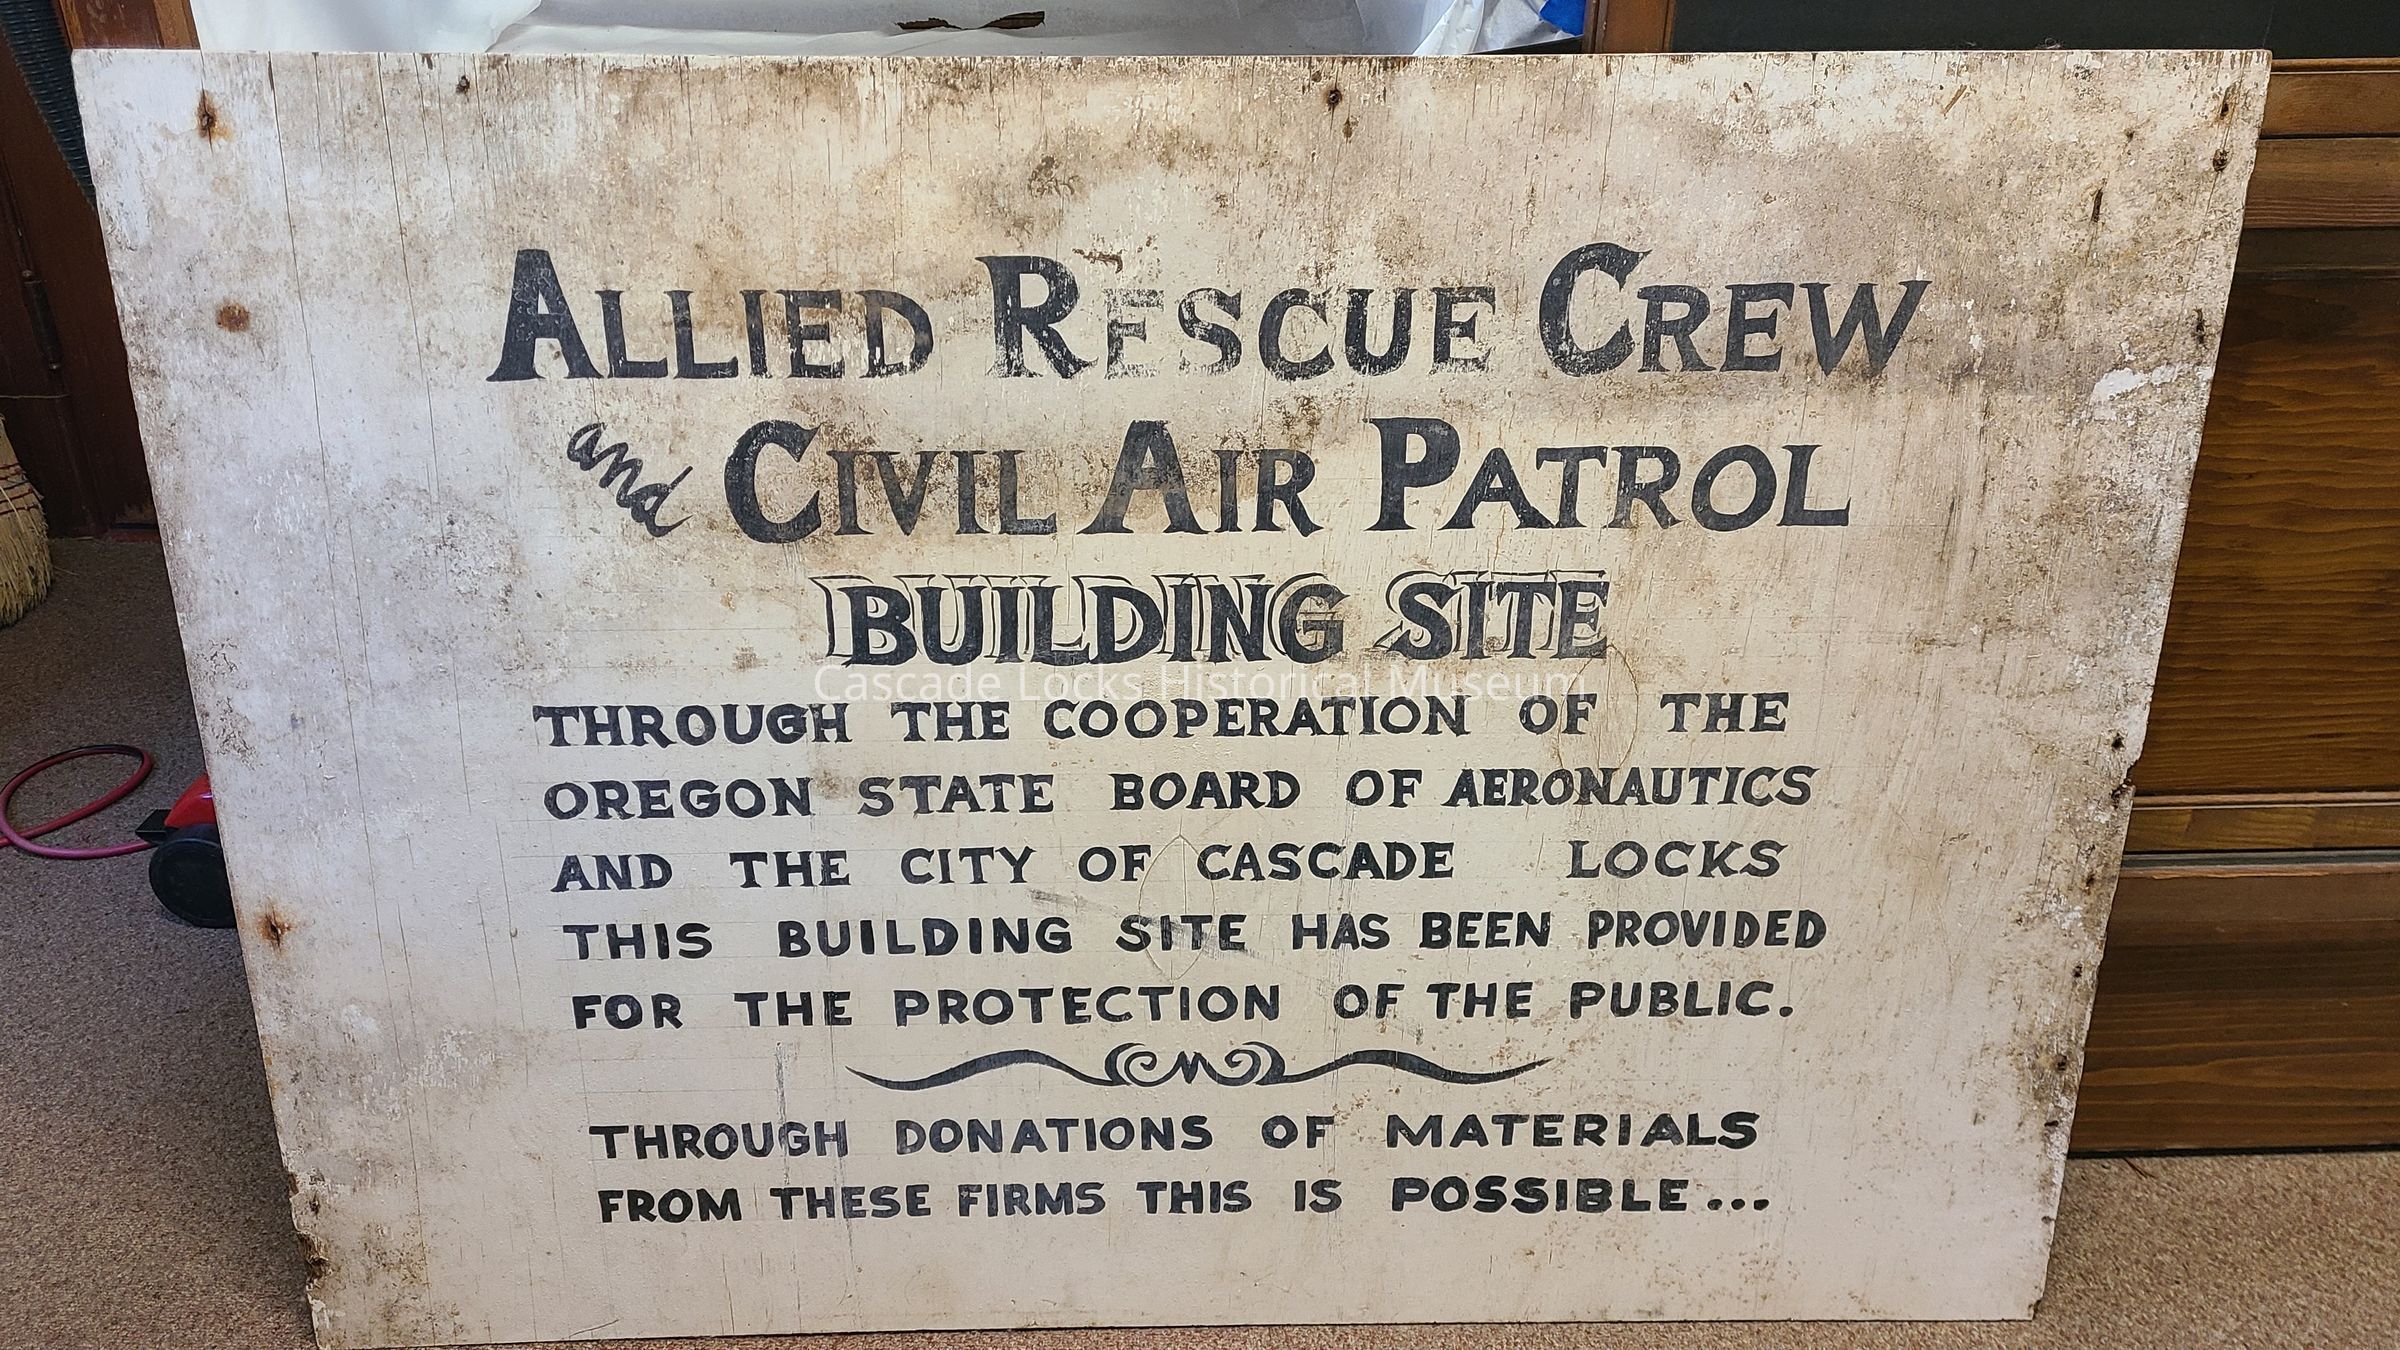 ALLIED RESCUE CREW
and CIVIL AIR PATROL
BUILDING SITE
Cascade Locks Historical Museum
THROUGH THE COOPERATION OF THE
OREGON STATE BOARD OF AERONAUTICS
AND THE CITY OF CASCADE LOCKS
THIS BUILDING SITE HAS BEEN PROVIDED
FOR THE PROTECTION OF THE PUBLIC.
THROUGH DONATIONS OF MATERIALS
FROM THESE FIRMS THIS IS POSSIBLE...